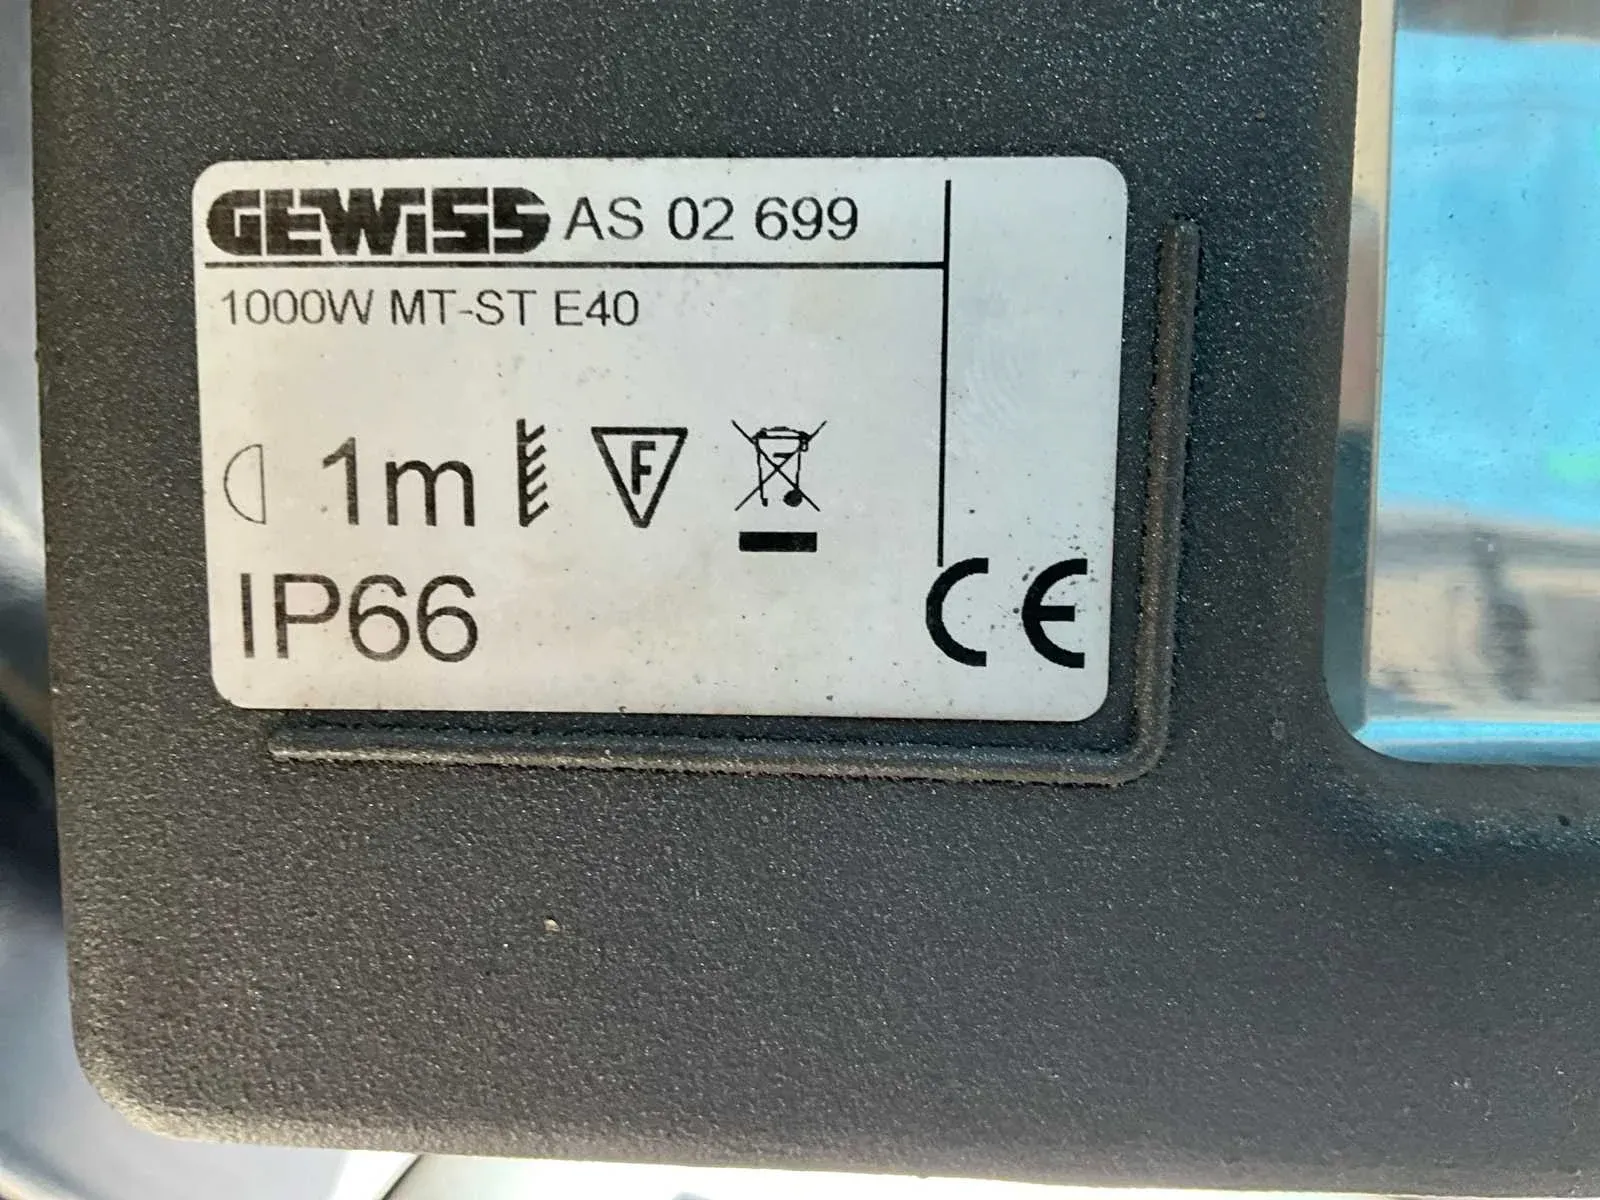 GEWiSS AS 02 699
1000W MT-ST E40
1m F
IP66
CE